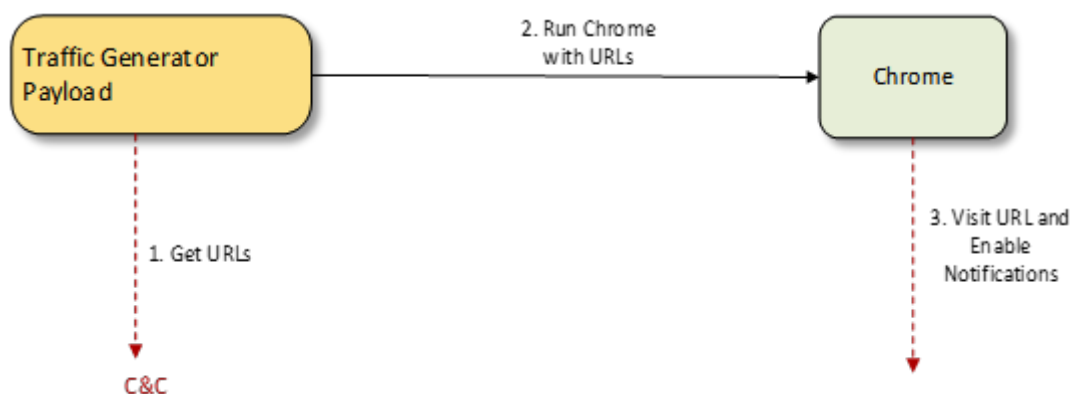 2. Run Chrome
with URLs
Traffic Generator
Payload
Chrome
3. Visit URL and
Enable
Notifications
1. Get URLs
C&C